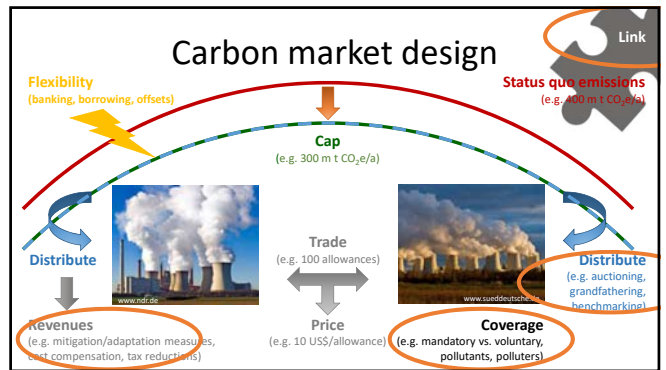 Link
Carbon market design
Flexibility
(banking, borrowing, offsets)
Status quo emissions
(e.g. 400 m t CO₂e/a)
Cap
(e.g. 300 m t CO₂e/a)
Distribute
www.ndr.de
Trade
(e.g. 100 allowances)
www.sueddeutsche.de
Distribute
(e.g. auctioning,
grandfathering,
benchmarking)
Revenues
(e.g. mitigation/adaptation measures,
cost compensation, tax reductions)
Price
(e.g. 10 US$/allowance)
Coverage
(e.g. mandatory vs. voluntary,
pollutants, polluters)